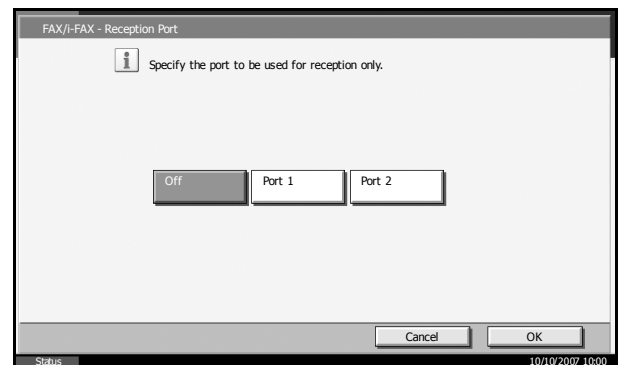 FAX/i-FAX - Reception Port
Specify the port to be used for reception only.
Off
Port 1
Port 2
Cancel
OK
Status
10/10/2007 10:00